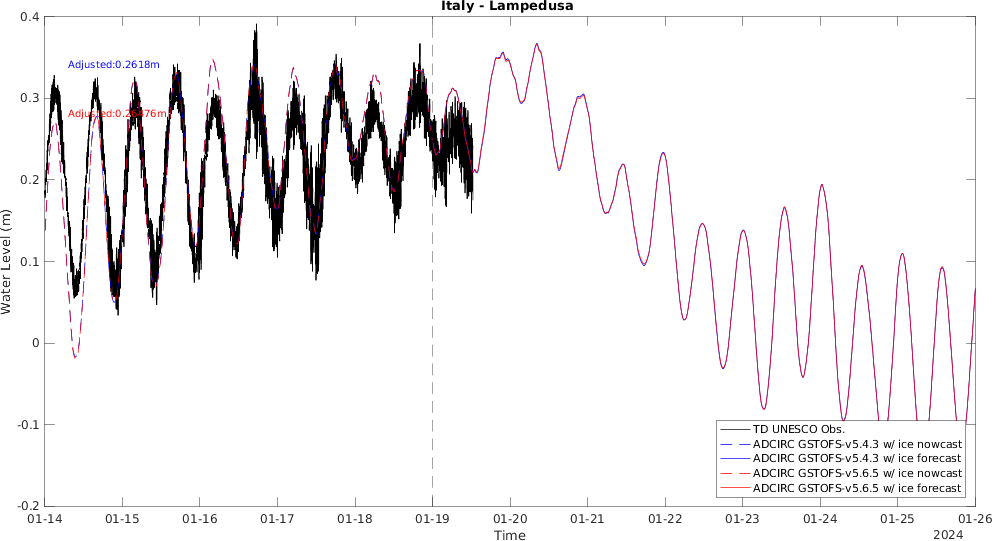 Italy - Lampedusa
0.4
0.3
0.2
0.1
0
-0.1
-0.2
Water Level (m)
Adjusted:0.2618m
TD UNESCO Obs.
ADCIRC GSTOFS-v5.4.3 w/ ice nowcast
ADCIRC GSTOFS-v5.4.3 w/ ice forecast
ADCIRC GSTOFS-v5.6.5 w/ ice nowcast
ADCIRC GSTOFS-v5.6.5 w/ ice forecast
01-14 01-15 01-16 01-17 01-18 01-19 01-20 01-21 01-22 01-23 01-24 01-25 01-26
Time
2024